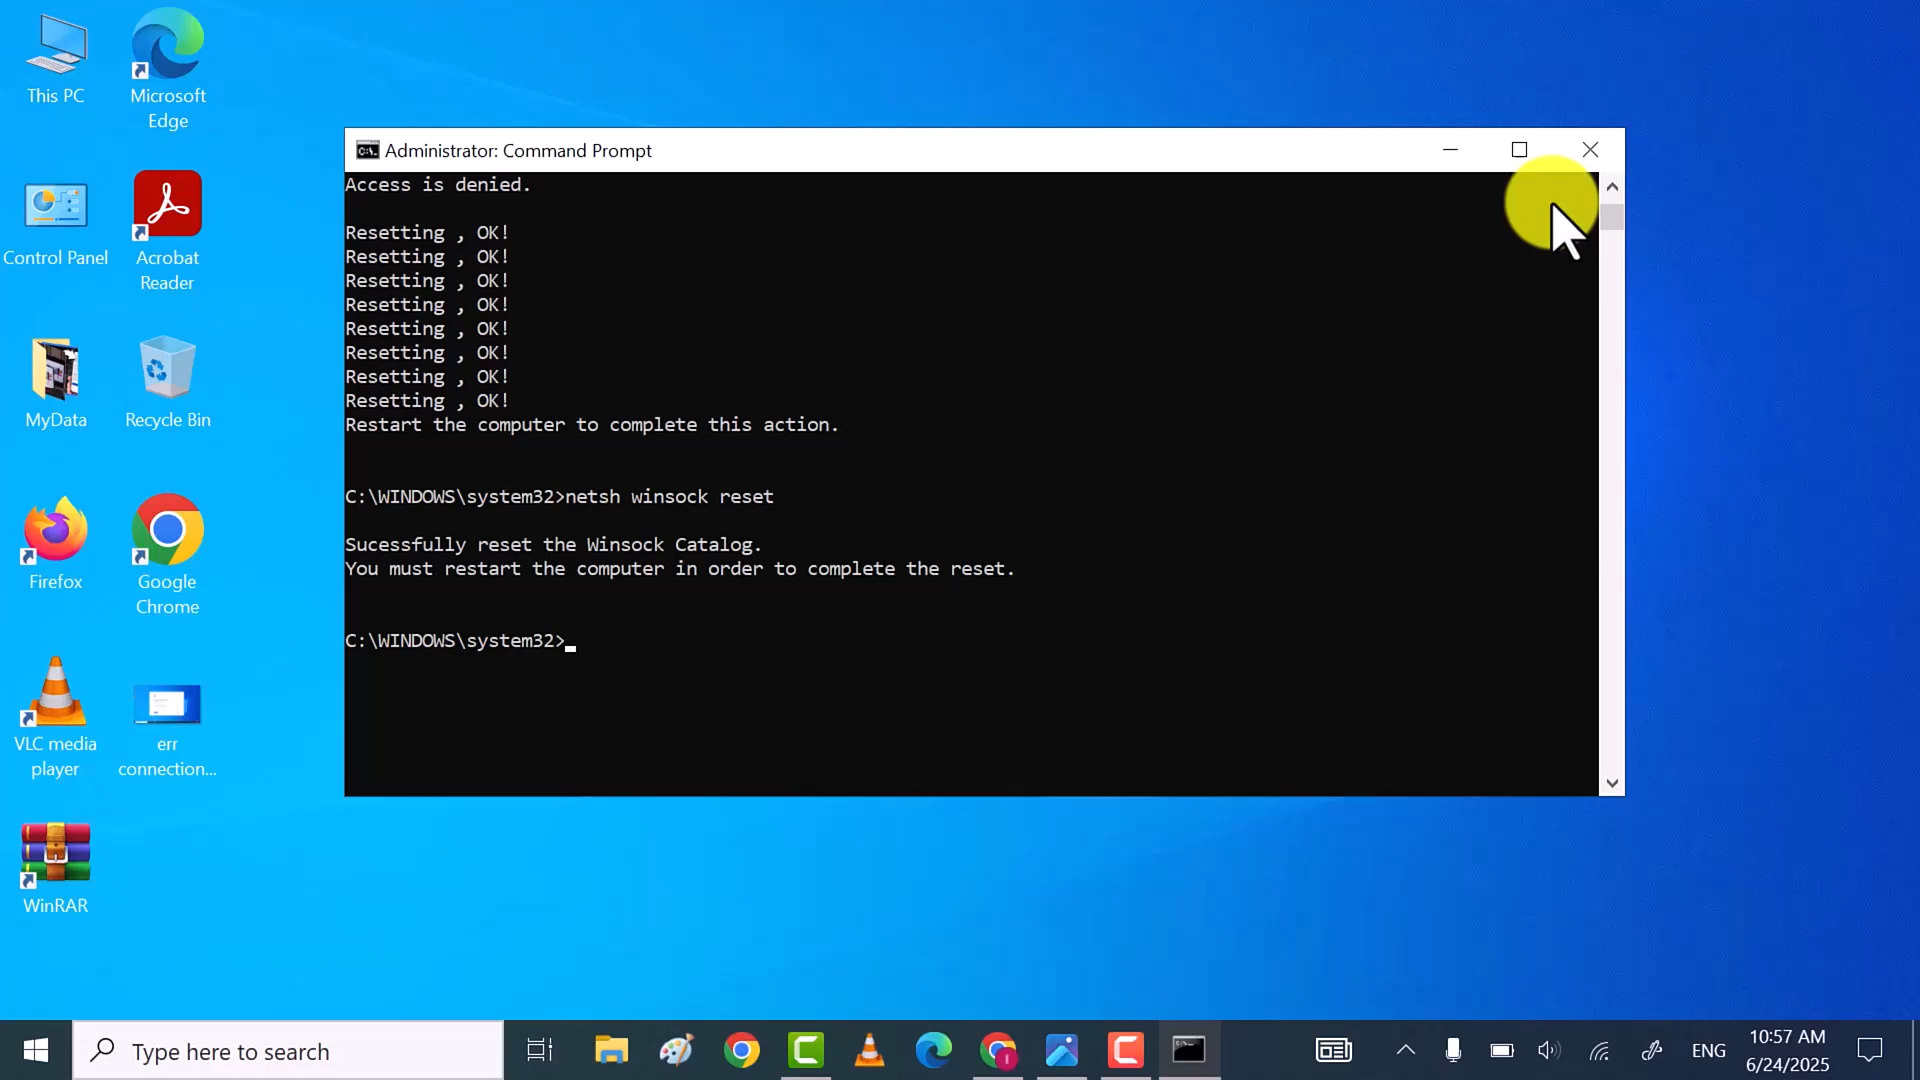 This PC
Microsoft
Edge
Control Panel
Acrobat
Reader
MyData
Recycle Bin
Firefox
Google
Chrome
VLC media
player
err
connection...
WinRAR
Administrator: Command Prompt
Access is denied.
Resetting , OK!
Resetting , OK!
Resetting , OK!
Resetting , OK!
Resetting , OK!
Resetting , OK!
Resetting , OK!
Resetting , OK!
Restart the computer to complete this action.
C:\WINDOWS\system32>netsh winsock reset
Sucessfully reset the Winsock Catalog.
You must restart the computer in order to complete the reset.
C:\WINDOWS\system32>
Type here to search
ENG
10:57 AM
6/24/2025